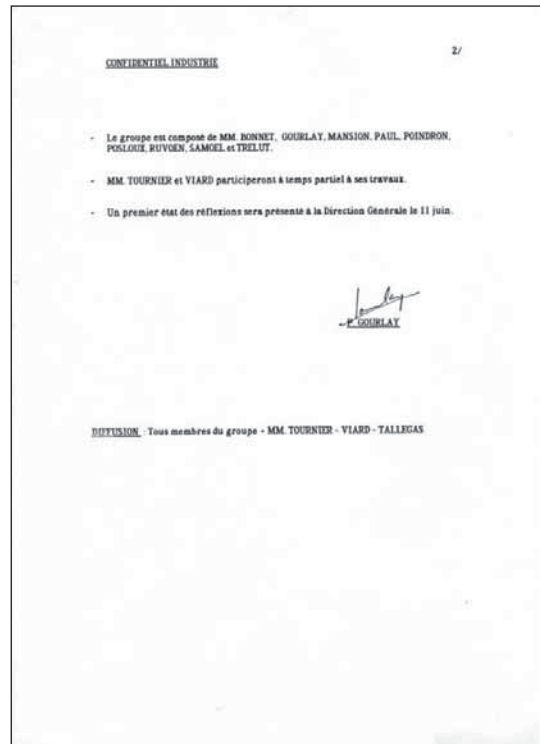 2/
CONFIDENTIEL INDUSTRIE
- Le groupe est composé de MM. BONNET, GOURLAY, MANSION, PAUL, POINDRON,
POSLOUX, RUVOEN, SAMOEL et TRELUT.
- MM. TOURNIER et VIARD participeront à temps partiel à ses travaux.
- Un premier état des réflexions sera présenté à la Direction Générale le 11 juin.
P GOURLAY
DIFFUSION : Tous membres du groupe - MM. TOURNIER - VIARD - TALLEGAS